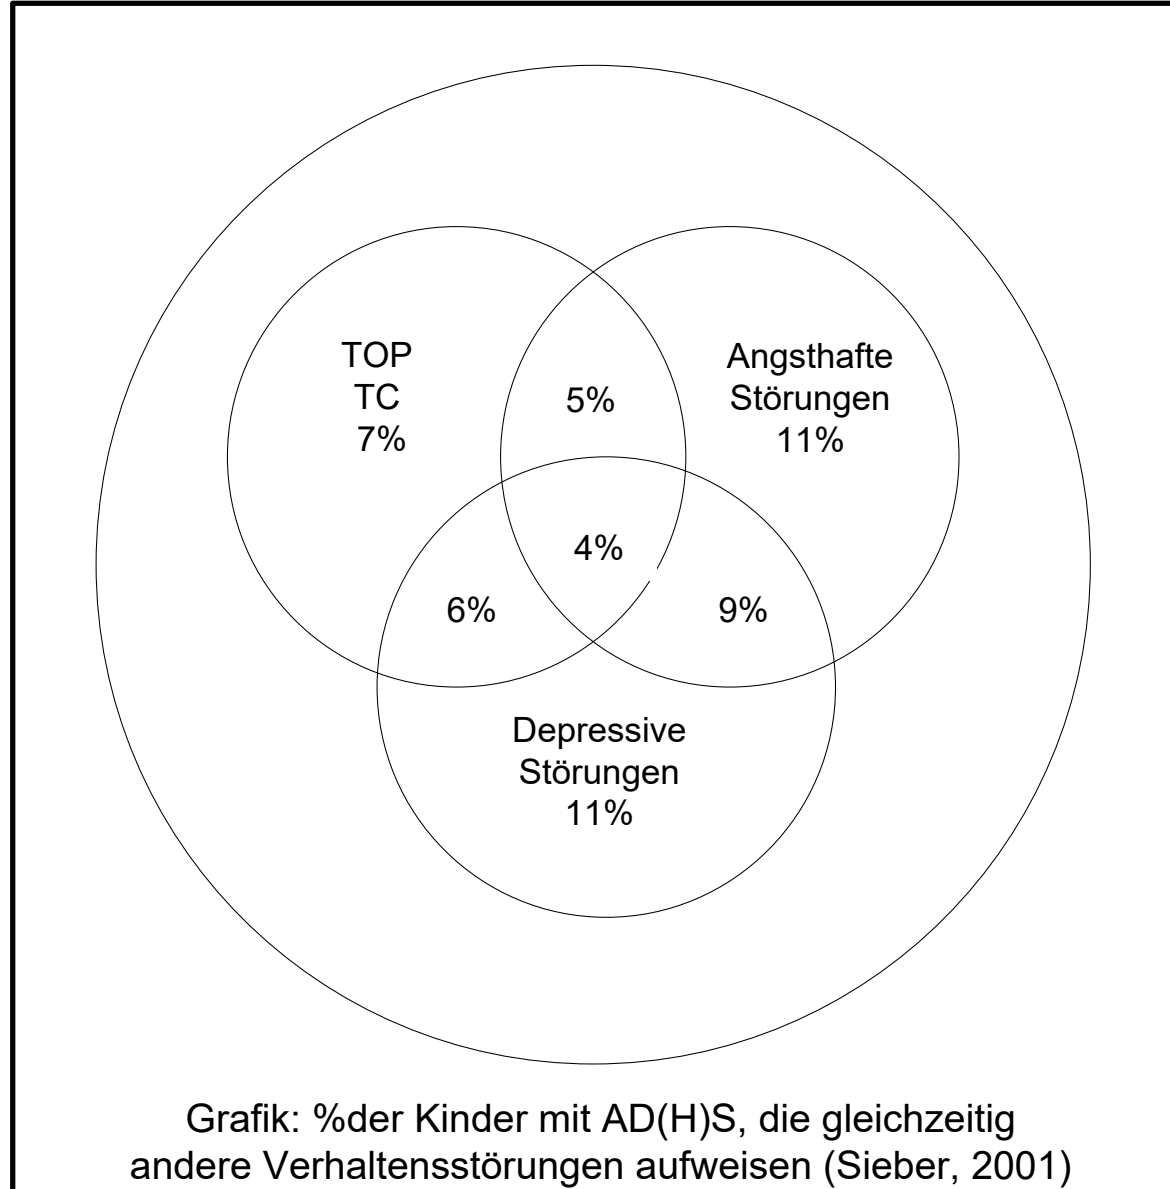 TOP
TC
7%
5%
Angsthafte
Störungen
11%
4%
6%
9%
Depressive
Störungen
11%
Grafik: %der Kinder mit AD(H)S, die gleichzeitig
andere Verhaltensstörungen aufweisen (Sieber, 2001)